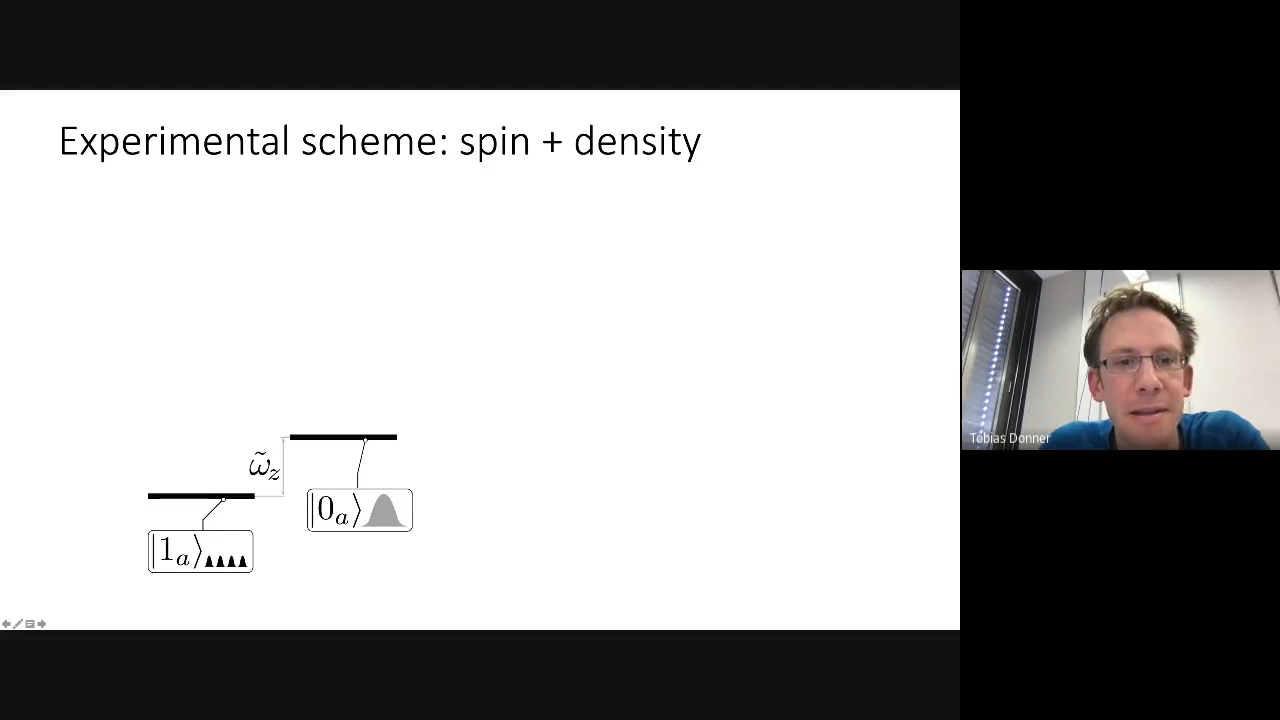 Experimental scheme: spin + density
ω̃_z
|0_a⟩
|1_a⟩
Tobias Donner